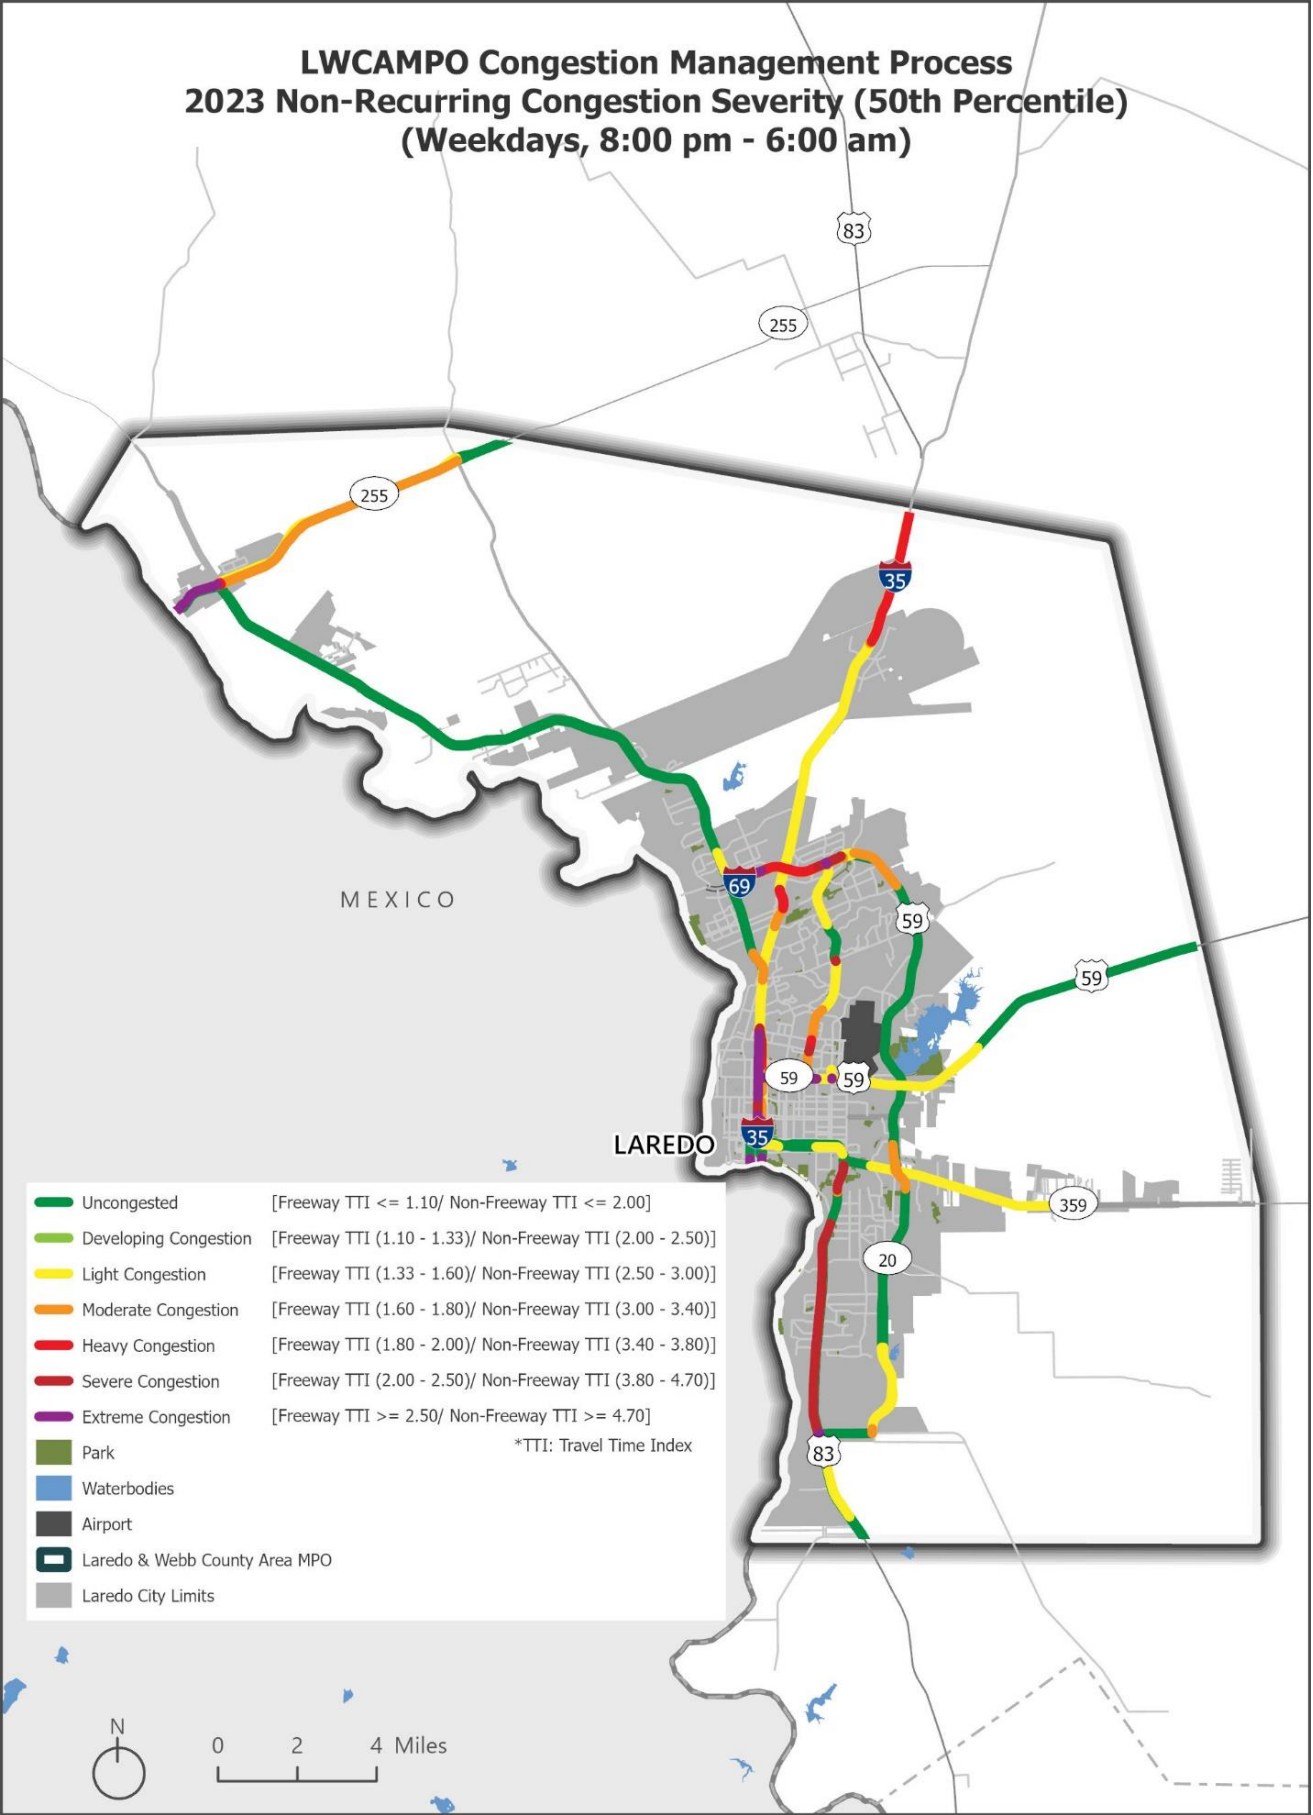 LWCAMPO Congestion Management Process
2023 Non-Recurring Congestion Severity (50th Percentile)
(Weekdays, 8:00 pm - 6:00 am)
83
255
255
35
69
59
59
MEXICO
59
59
35
LAREDO
359
20
83
Uncongested [Freeway TTI <= 1.10/ Non-Freeway TTI <= 2.00]
Developing Congestion [Freeway TTI (1.10 - 1.33)/ Non-Freeway TTI (2.00 - 2.50)]
Light Congestion [Freeway TTI (1.33 - 1.60)/ Non-Freeway TTI (2.50 - 3.00)]
Moderate Congestion [Freeway TTI (1.60 - 1.80)/ Non-Freeway TTI (3.00 - 3.40)]
Heavy Congestion [Freeway TTI (1.80 - 2.00)/ Non-Freeway TTI (3.40 - 3.80)]
Severe Congestion [Freeway TTI (2.00 - 2.50)/ Non-Freeway TTI (3.80 - 4.70)]
Extreme Congestion [Freeway TTI >= 2.50/ Non-Freeway TTI >= 4.70]
*TTI: Travel Time Index
Park
Waterbodies
Airport
Laredo & Webb County Area MPO
Laredo City Limits
N
0 2 4 Miles